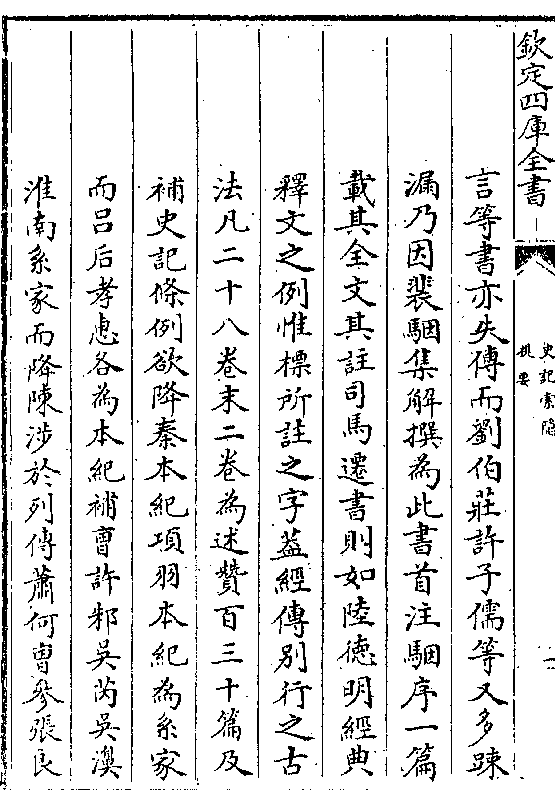 欽定四庫全書
史記索隱
提要
言等書亦失傳而劉伯莊許子儒等又多踈
漏乃因裴駰集解撰為此書首注駰序一篇
載其全文其註司馬遷書則如陸德明經典
釋文之例惟標所註之字葢經傳别行之古
法凡二十八卷末二卷為述贊百三十篇及
補史記條例欲降秦本紀項羽本紀為系家
而吕后孝惠各為本紀補曹許邾吳芮吳濞
淮南系家而降陳涉於列傳蕭何曹參張良